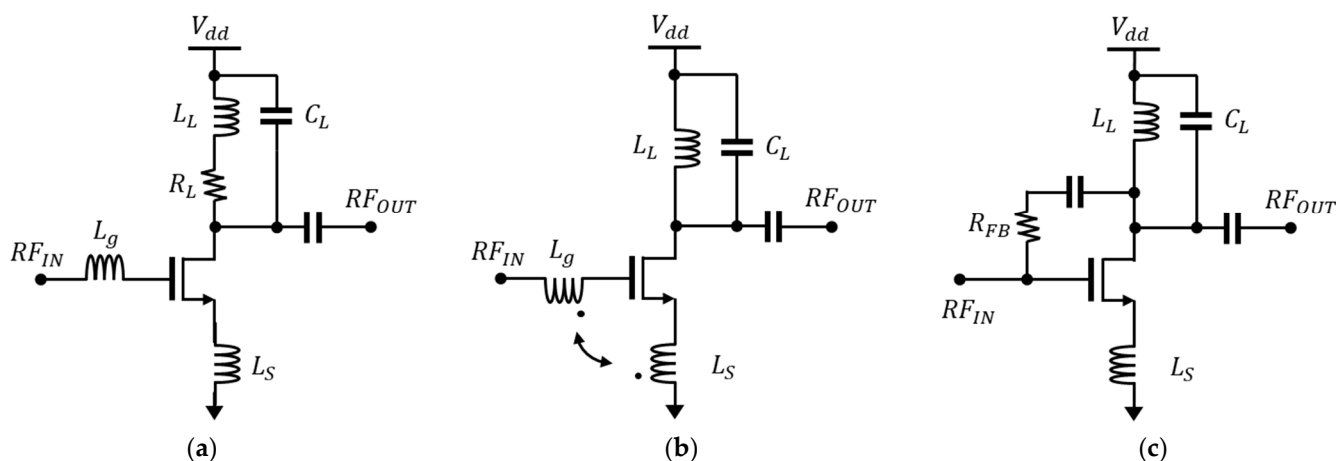 V_dd
L_L
C_L
R_L
RF_OUT
RF_IN
L_g
L_S
(a)
V_dd
L_L
C_L
RF_OUT
RF_IN
L_g
L_S
(b)
V_dd
L_L
C_L
R_FB
RF_OUT
RF_IN
L_S
(c)